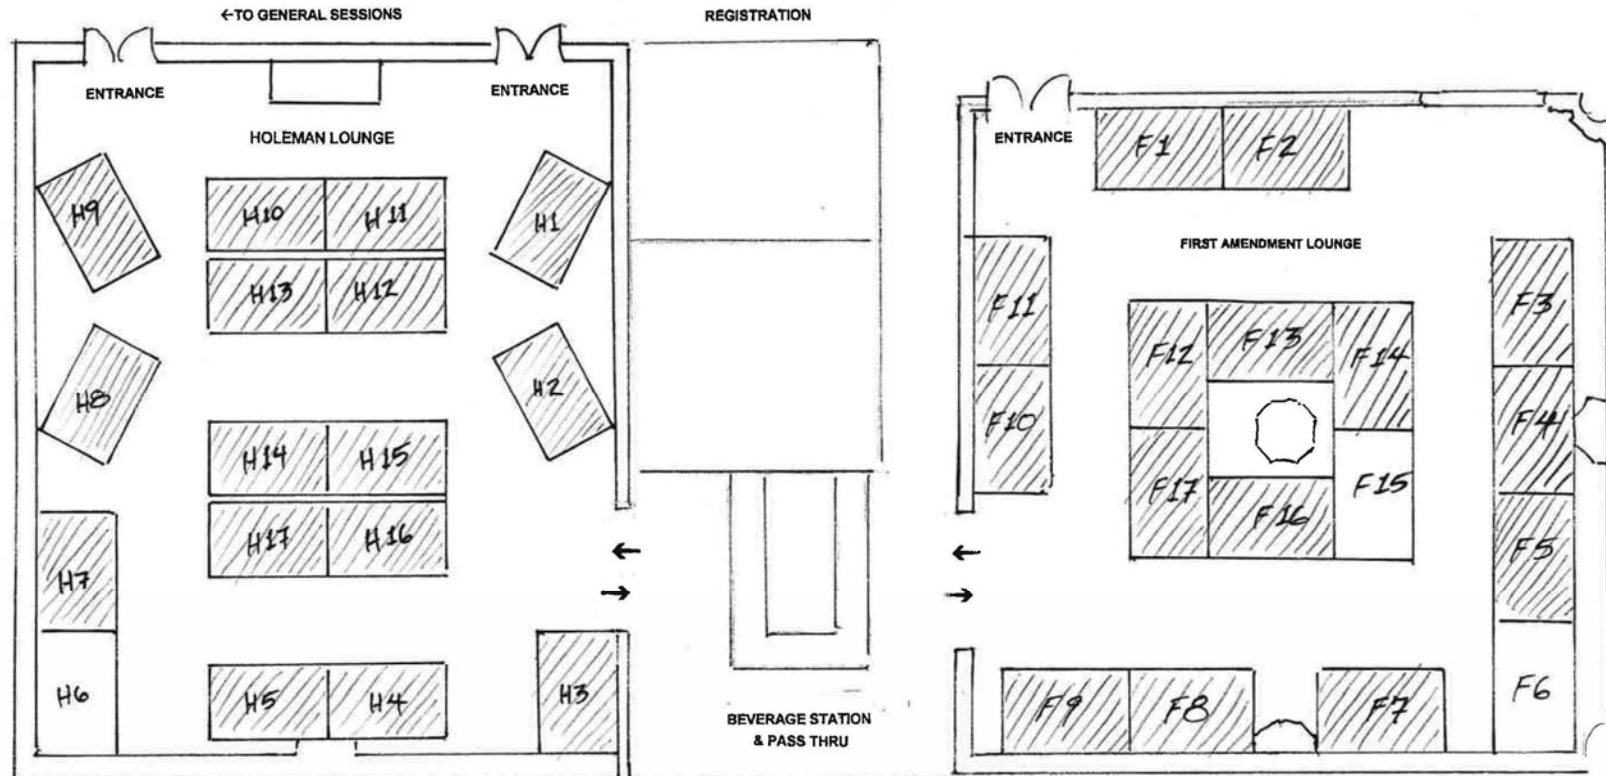 ←TO GENERAL SESSIONS
REGISTRATION
ENTRANCE
ENTRANCE
HOLEMAN LOUNGE
H9
H10
H11
H1
H13
H12
H8
H2
H14
H15
H17
H16
H7
H6
H5
H4
H3
BEVERAGE STATION
& PASS THRU
ENTRANCE
F1
F2
FIRST AMENDMENT LOUNGE
F11
F3
F12
F13
F14
F10
F4
F17
F15
F16
F5
F9
F8
F7
F6